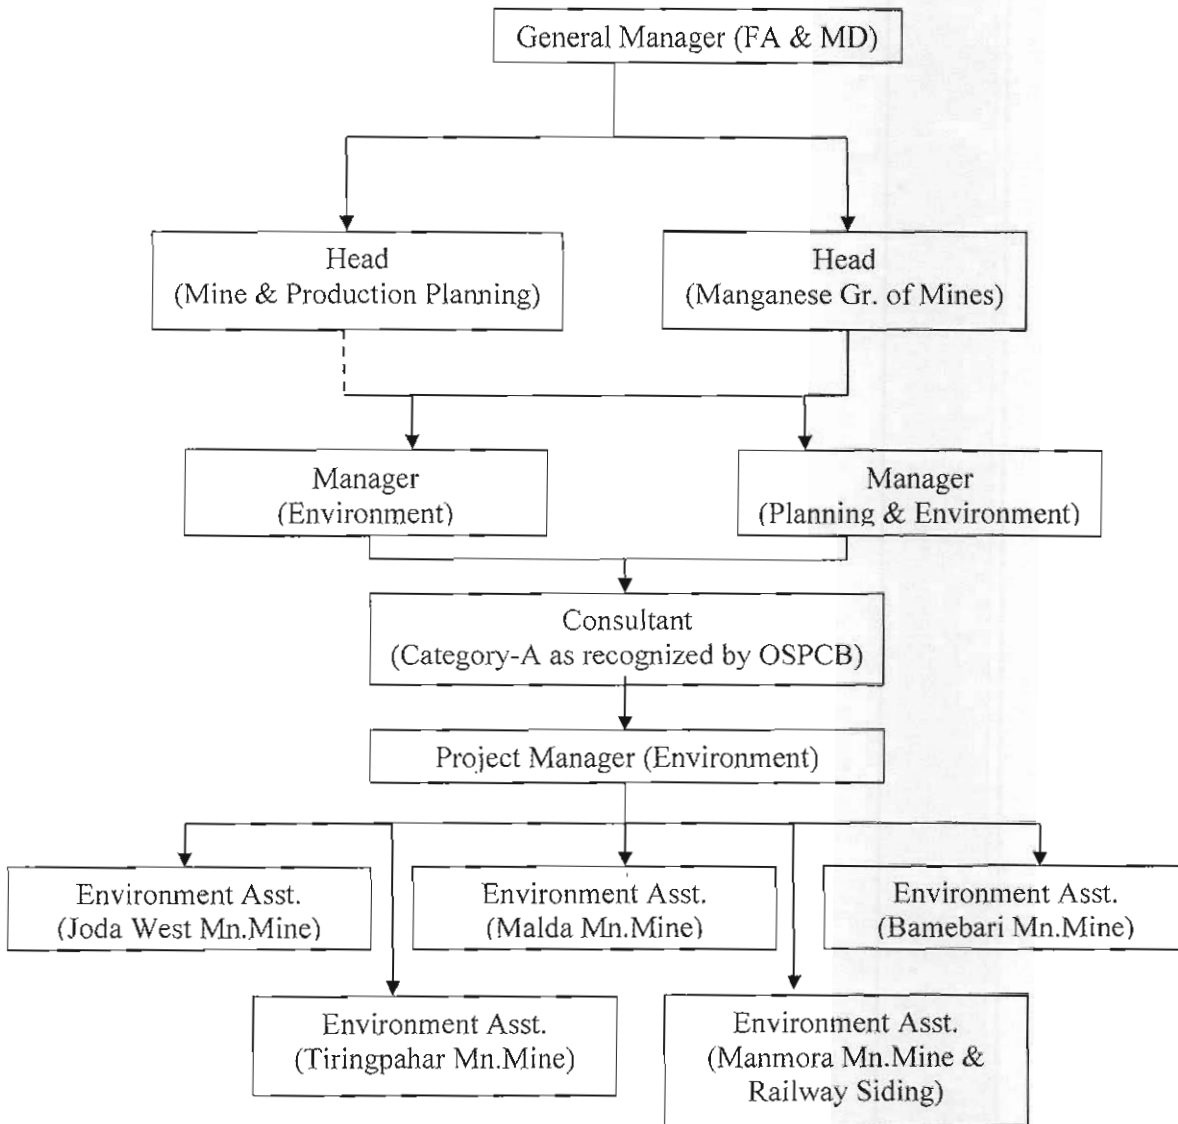 General Manager (FA & MD)
Head
(Mine & Production Planning)
Head
(Manganese Gr. of Mines)
Manager
(Environment)
Manager
(Planning & Environment)
Consultant
(Category-A as recognized by OSPCB)
Project Manager (Environment)
Environment Asst.
(Joda West Mn.Mine)
Environment Asst.
(Malda Mn.Mine)
Environment Asst.
(Bamebari Mn.Mine)
Environment Asst.
(Tiringpahar Mn.Mine)
Environment Asst.
(Manmora Mn.Mine &
Railway Siding)